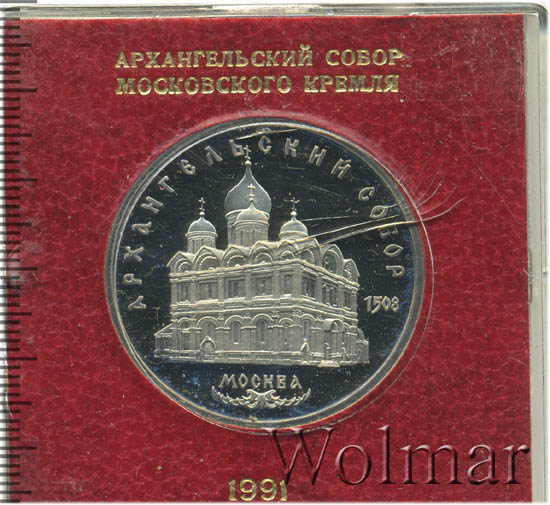 АРХАНГЕЛЬСКИЙ СОБОР
МОСКОВСКОГО КРЕМЛЯ
АРХАНГЕЛЬСКИЙ СОБОР
1508
МОСКВА
1991
Wolmar